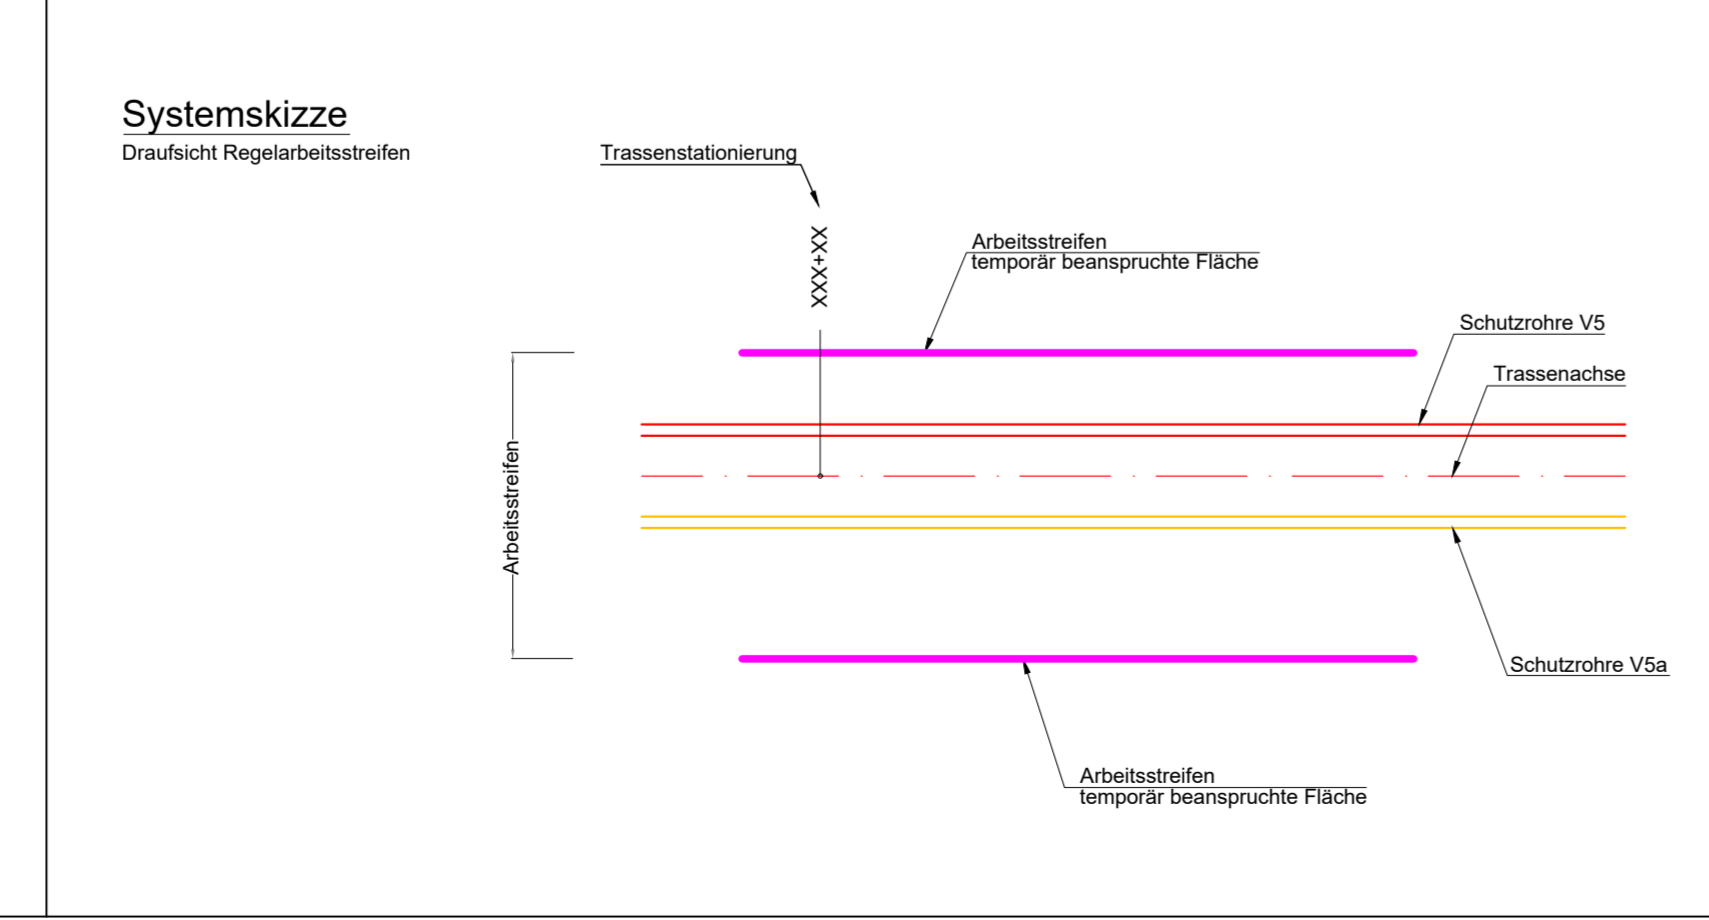 Systemskizze
Draufsicht Regelarbeitsstreifen
Trassenstationierung
XXX+XX
Arbeitsstreifen
temporär beanspruchte Fläche
Schutzrohre V5
Trassenachse
Arbeitsstreifen
Schutzrohre V5a
Arbeitsstreifen
temporär beanspruchte Fläche